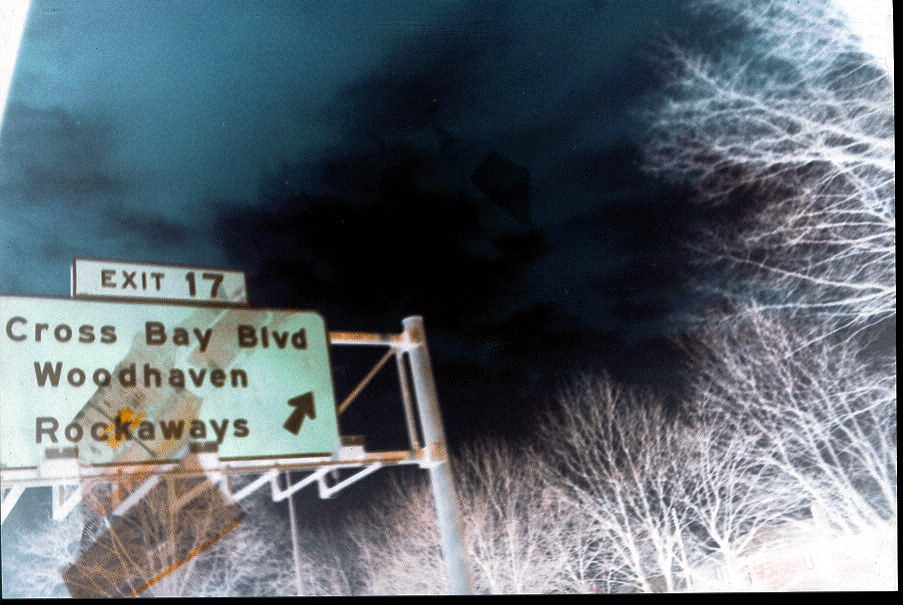 EXIT 17
Cross Bay Blvd
Woodhaven
Rockaways